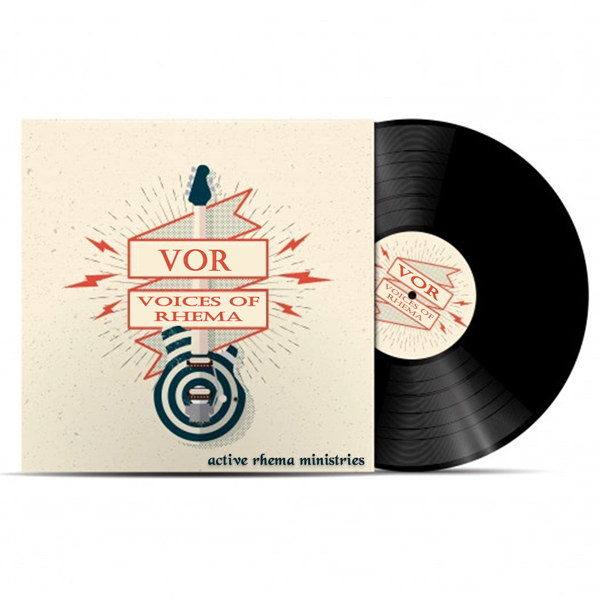 VOR
VOICES OF
RHEMA
active rhema ministries
VOR
VOICES OF
RHEMA